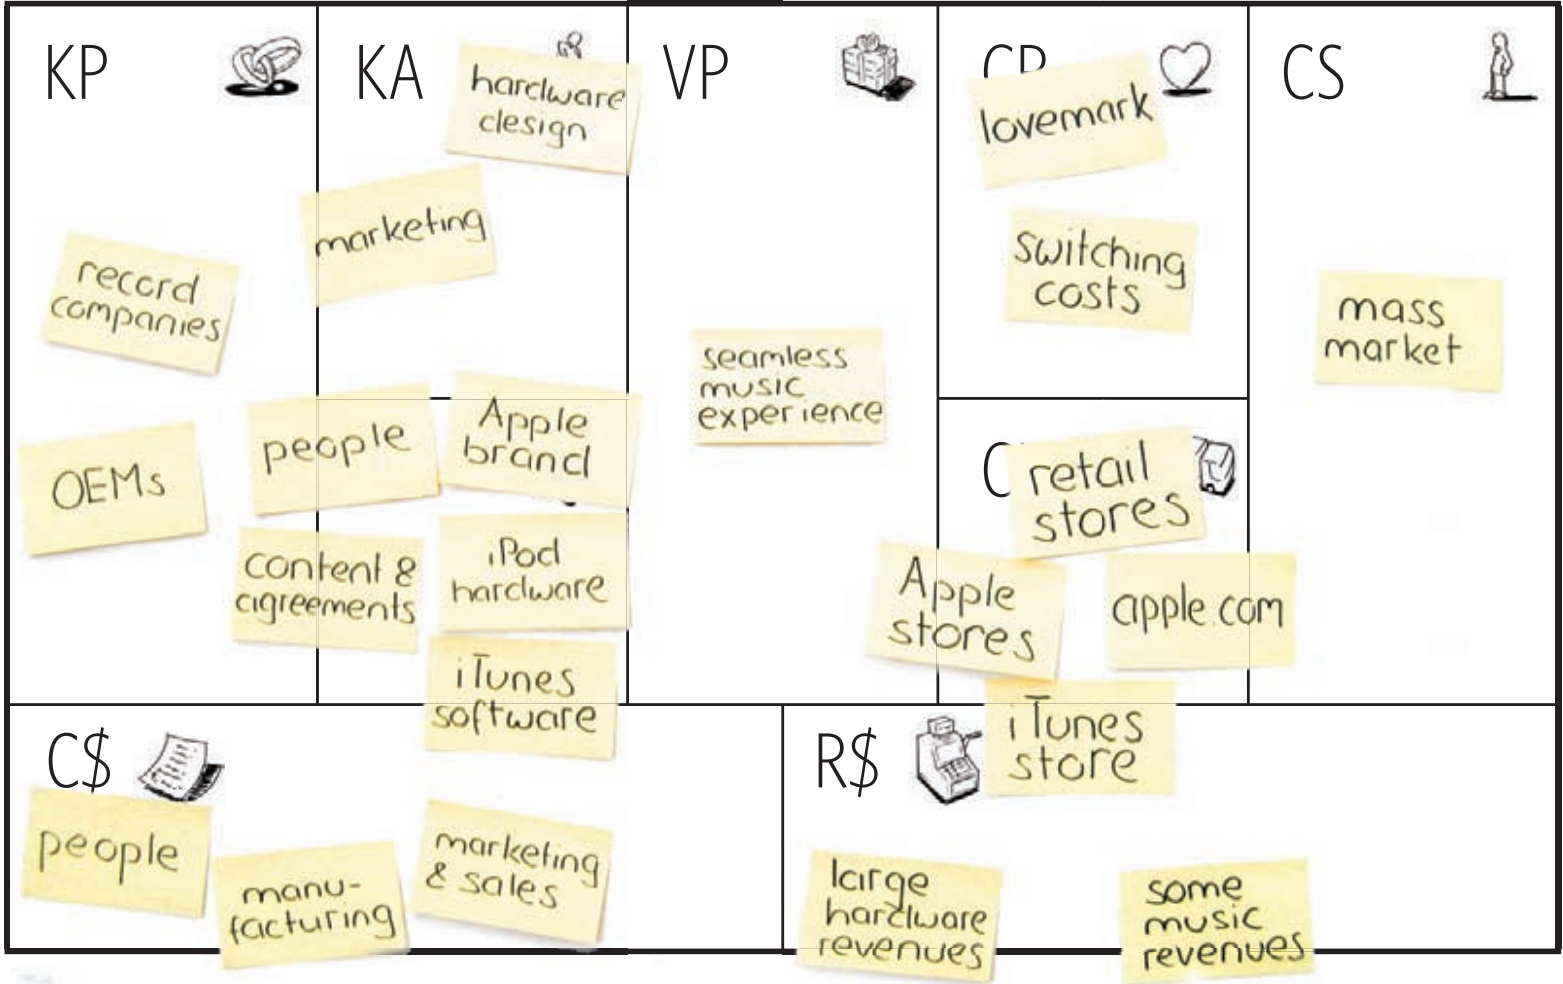 KP
record
companies
OEMs
KA
hardware
design
marketing
people
Apple
brand
content &
agreements
iPod
hardware
iTunes
software
VP
seamless
music
experience
lovemark
switching
costs
retail
stores
Apple
stores
apple.com
iTunes
store
CS
mass
market
C$
people
manu-
facturing
marketing
& sales
R$
large
hardware
revenues
some
music
revenues